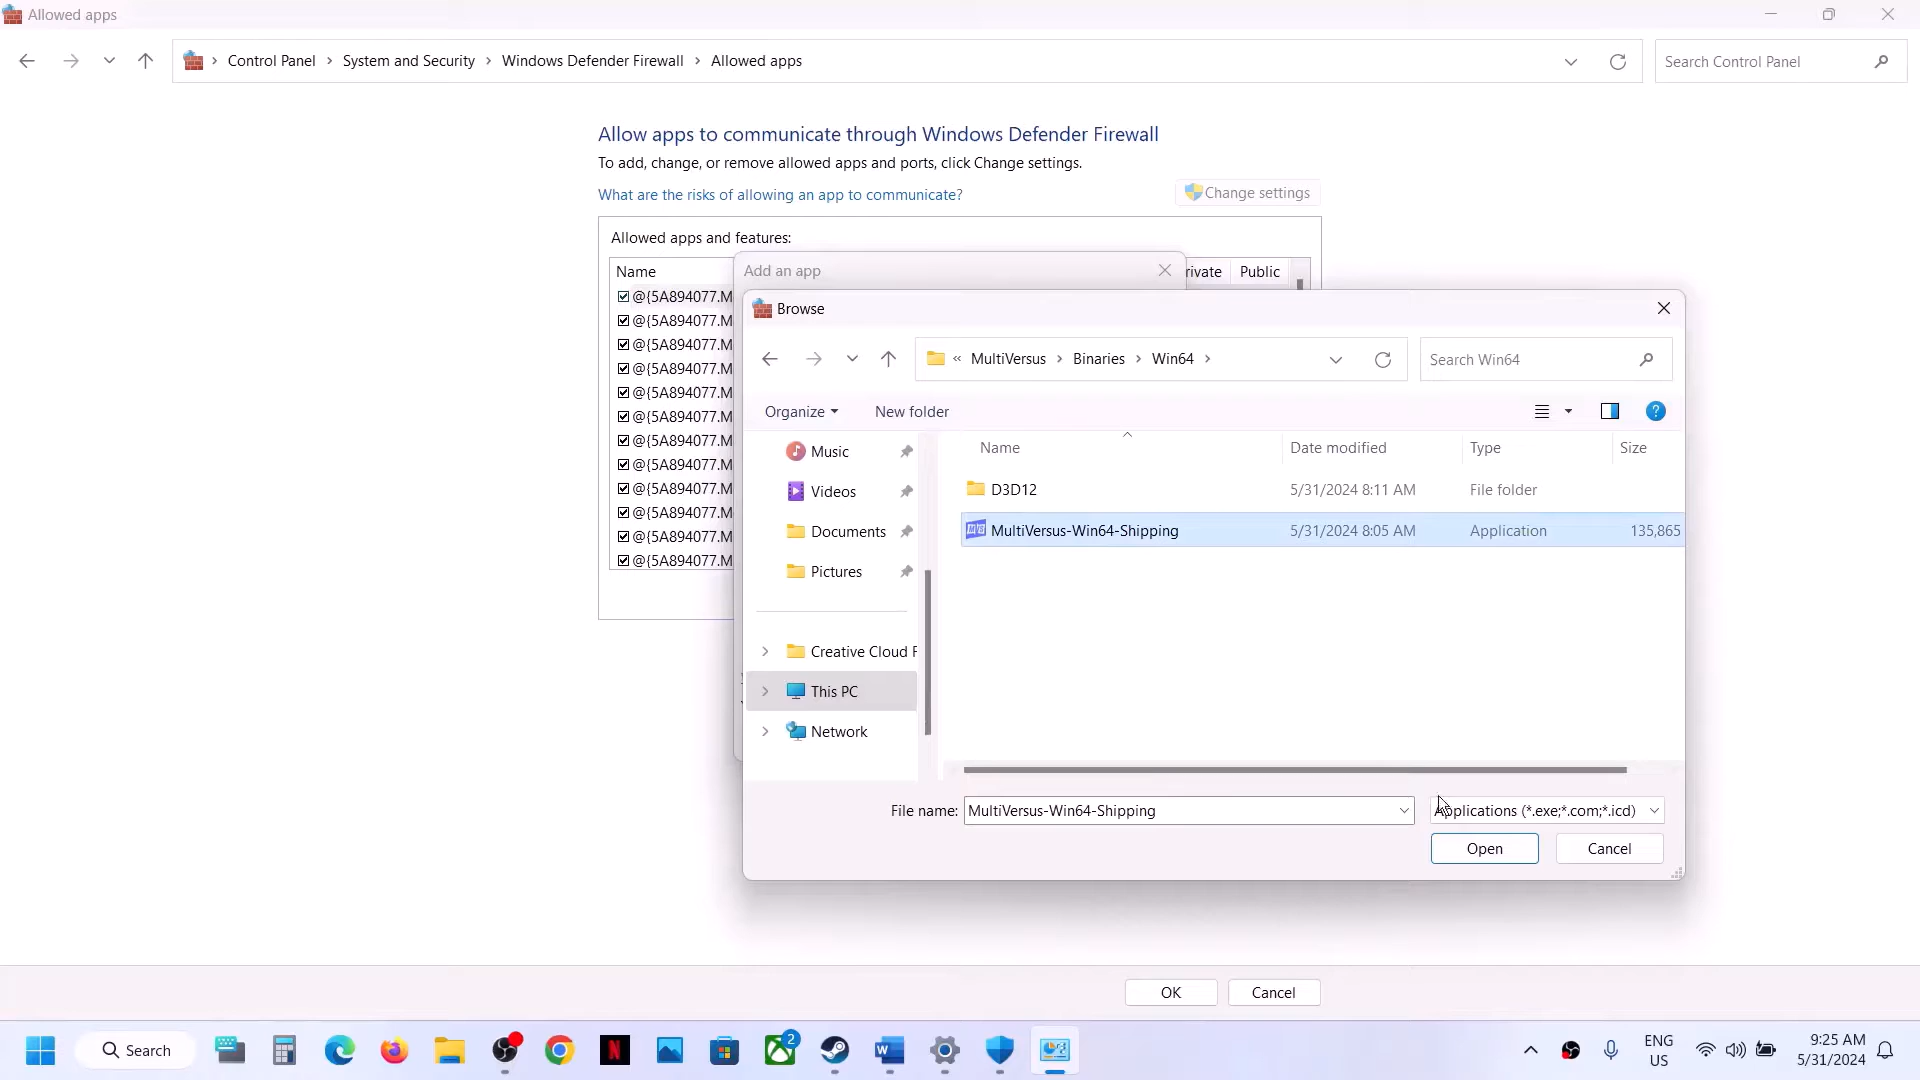 Allowed apps
Control Panel > System and Security > Windows Defender Firewall > Allowed apps
Search Control Panel
Allow apps to communicate through Windows Defender Firewall
To add, change, or remove allowed apps and ports, click Change settings.
What are the risks of allowing an app to communicate?
Change settings
Allowed apps and features:
Name
rivate
Public
@{5A894077.M
@{5A894077.M
@{5A894077.M
@{5A894077.M
@{5A894077.M
@{5A894077.M
@{5A894077.M
@{5A894077.M
@{5A894077.M
@{5A894077.M
@{5A894077.M
@{5A894077.M
Add an app
Browse
« MultiVersus > Binaries > Win64 >
Search Win64
Organize
New folder
Music
Videos
Documents
Pictures
Creative Cloud F
This PC
Network
Name Date modified Type Size
D3D12 5/31/2024 8:11 AM File folder
MultiVersus-Win64-Shipping 5/31/2024 8:05 AM Application 135,865
File name: MultiVersus-Win64-Shipping
Applications (*.exe;*.com;*.icd)
Open
Cancel
OK
Cancel
Search
2
ENG
US
9:25 AM
5/31/2024